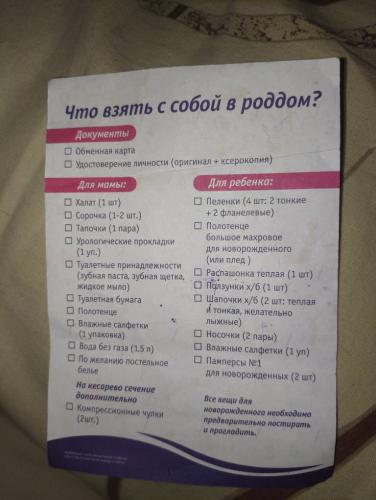 Что взять с собой в роддом?
Документы
Обменная карта
Удостоверение личности (оригинал + ксерокопия)
Для мамы:
Халат (1 шт)
Сорочка (1-2 шт.)
Тапочки (1 пара)
Урологические прокладки
(1 уп.)
Туалетные принадлежности
(зубная паста, зубная щетка,
жидкое мыло)
Туалетная бумага
Полотенце
Влажные салфетки
(1 упаковка)
Вода без газа (1,5 л)
По желанию постельное
белье
На кесарево сечение
дополнительно
Компрессионные чулки
(2шт.)
Для ребенка:
Пеленки (4 шт: 2 тонкие
+ 2 фланелевые)
Полотенце
большое махровое
для новорожденного
(или плед )
Распашонка теплая (1 шт)
Ползунки х/б (1 шт)
Шапочки х/б (2 шт: теплая
и тонкая, желательно
лыжные)
Носочки (2 пары)
Влажные салфетки (1 уп)
Памперсы №1
для новорожденных (2 шт)
Все вещи для
новорожденного необходимо
предварительно постирать
и прогладить.